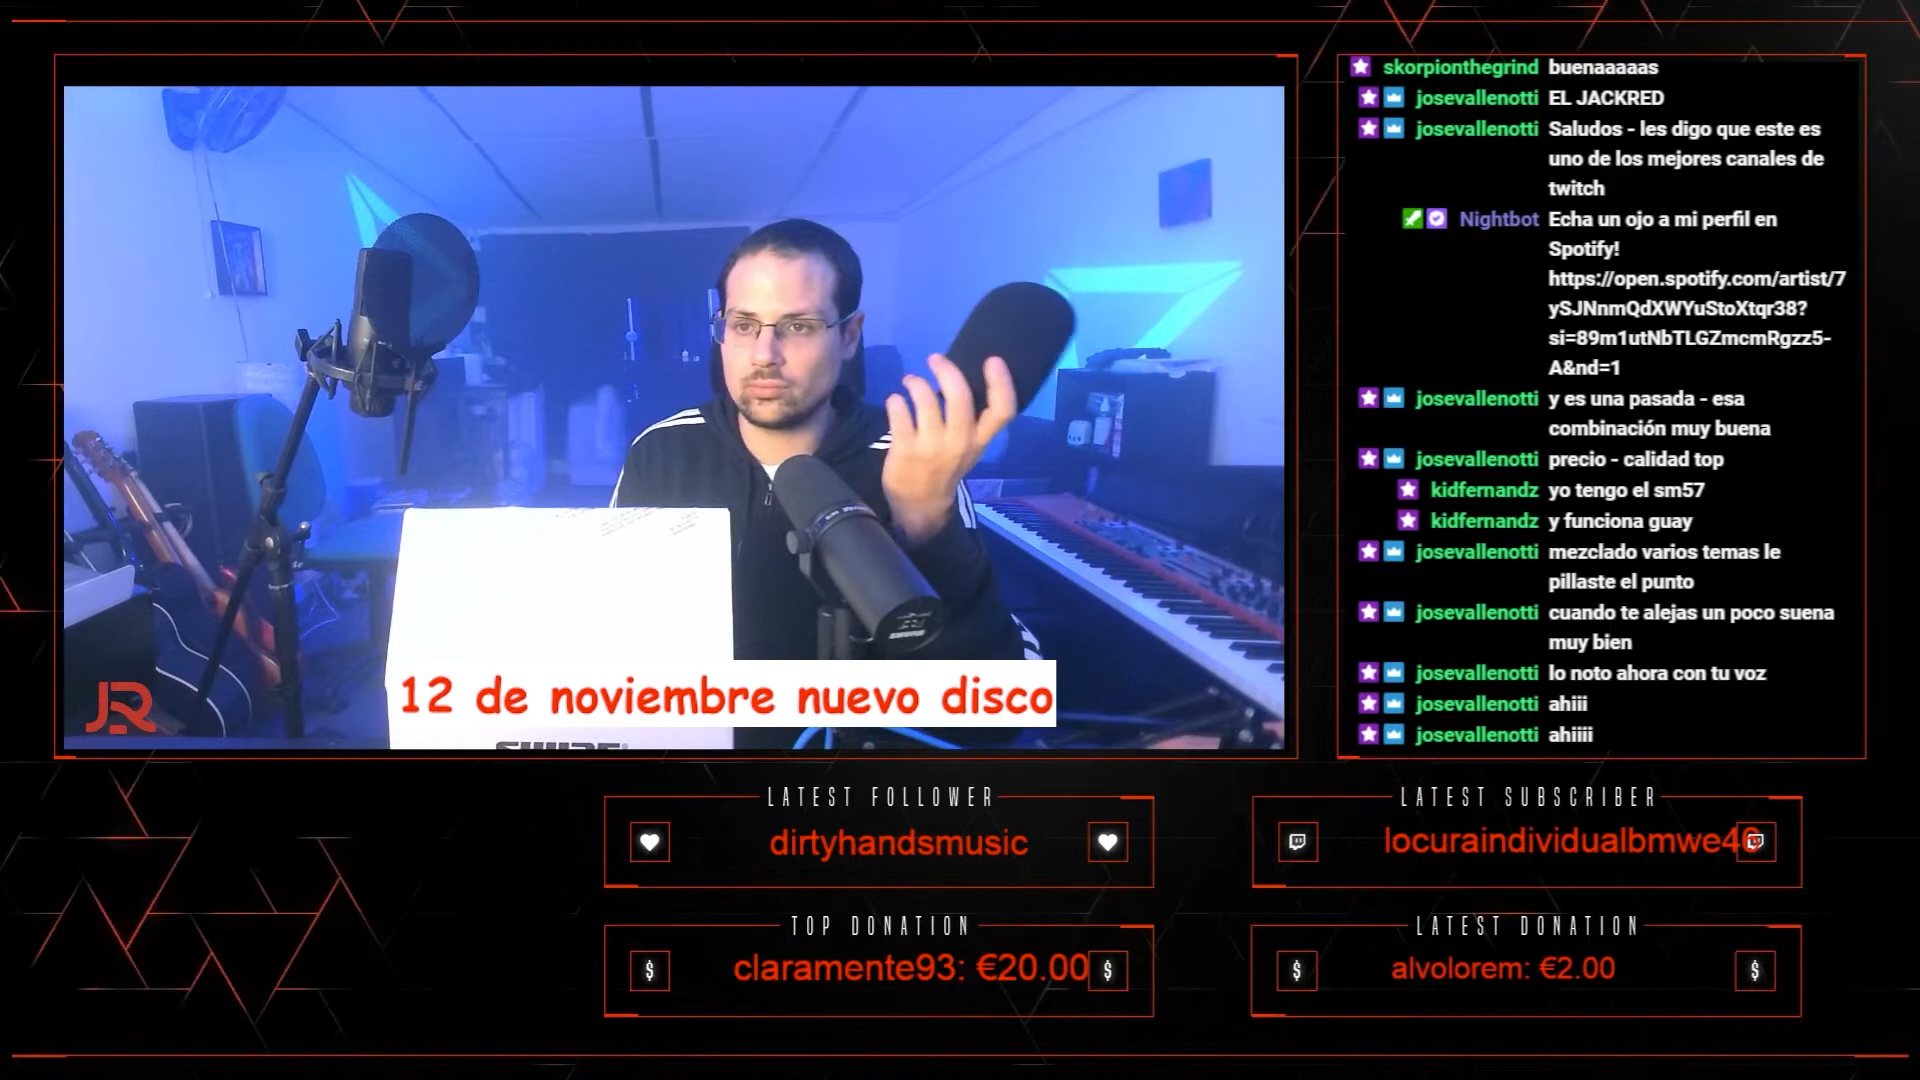 skorpionthegrind buenaaaaas
josevallenotti EL JACKRED
josevallenotti Saludos - les digo que este es
uno de los mejores canales de
twitch
Nightbot Echa un ojo a mi perfil en
Spotify!
https://open.spotify.com/artist/7
ySJNnmQdXWYuStoXtqr38?
si=89m1utNbTLGZmcmRgzz5-
A&nd=1
josevallenotti y es una pasada - esa
combinación muy buena
josevallenotti precio - calidad top
kidfernandz yo tengo el sm57
kidfernandz y funciona guay
josevallenotti mezclado varios temas le
pillaste el punto
josevallenotti cuando te alejas un poco suena
muy bien
josevallenotti lo noto ahora con tu voz
josevallenotti ahiii
josevallenotti ahiiii
SHURE
12 de noviembre nuevo disco
JR
LATEST FOLLOWER
dirtyhandsmusic
LATEST SUBSCRIBER
locuraindividualbmwe46
TOP DONATION
$ claramente93: €20.00 $
LATEST DONATION
$ alvolorem: €2.00 $